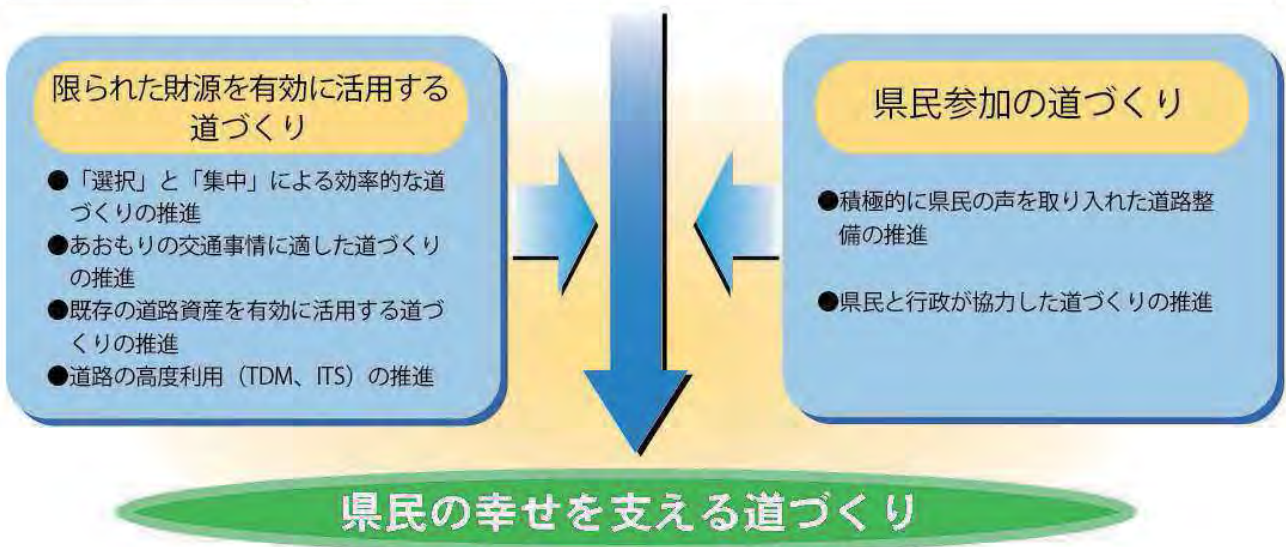 限られた財源を有効に活用する
道づくり
●「選択」と「集中」による効率的な道
づくりの推進
●あおもりの交通事情に適した道づくり
の推進
●既存の道路資産を有効に活用する道づ
くりの推進
●道路の高度利用（TDM、ITS）の推進
県民参加の道づくり
●積極的に県民の声を取り入れた道路整
備の推進
●県民と行政が協力した道づくりの推進
県民の幸せを支える道づくり